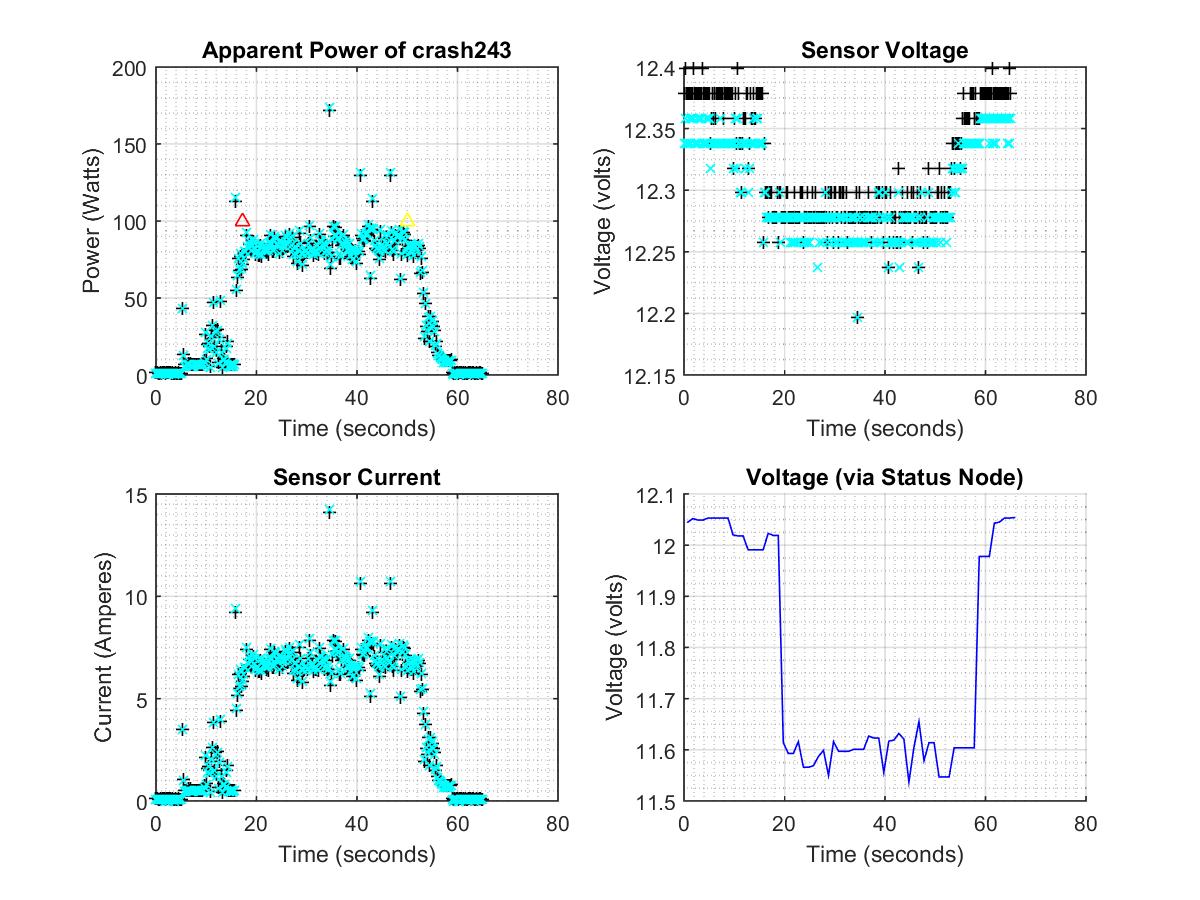 Apparent Power of crash243
200
150
100
50
0
Power (Watts)
0 20 40 60 80
Time (seconds)
Sensor Voltage
12.4
12.35
12.3
12.25
12.2
12.15
Voltage (volts)
0 20 40 60 80
Time (seconds)
Sensor Current
15
10
5
0
Current (Amperes)
0 20 40 60 80
Time (seconds)
Voltage (via Status Node)
12.1
12
11.9
11.8
11.7
11.6
11.5
Voltage (volts)
0 20 40 60 80
Time (seconds)